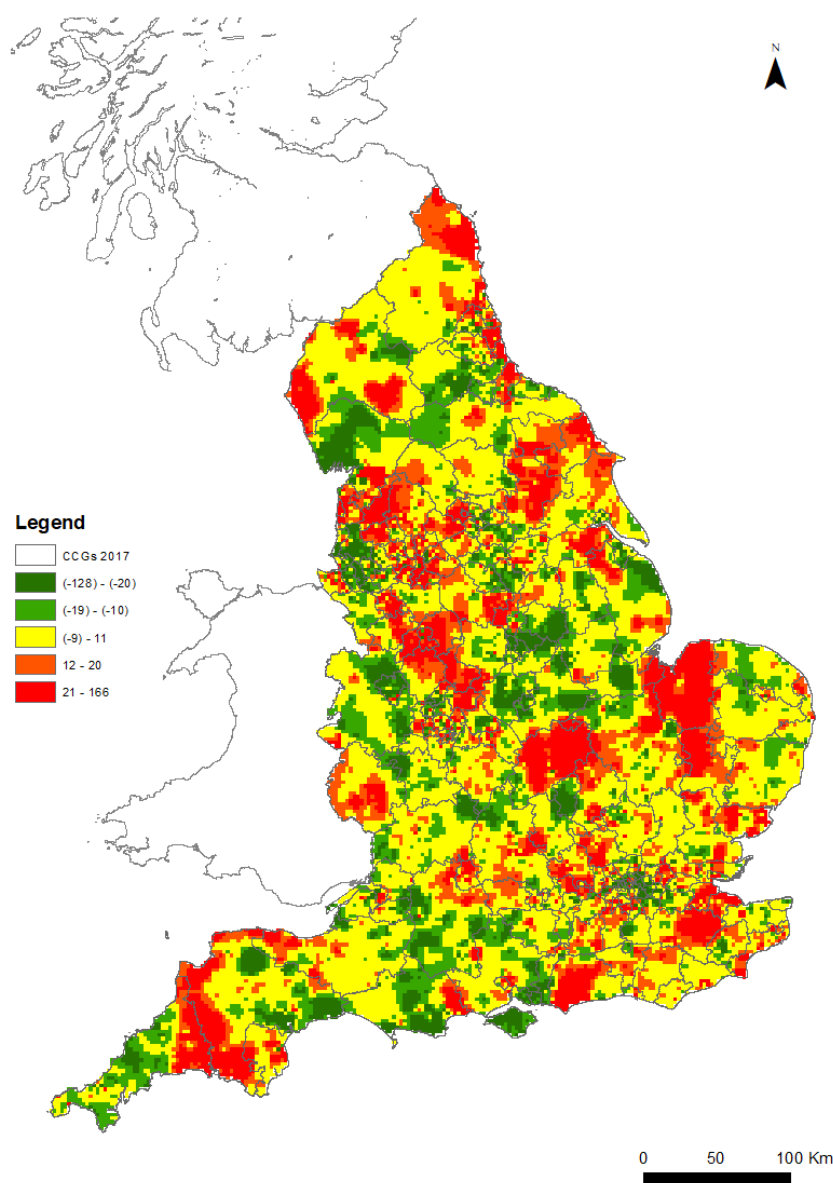 N
Legend
CCGs 2017
(-128) - (-20)
(-19) - (-10)
(-9) - 11
12 - 20
21 - 166
0 50 100 Km